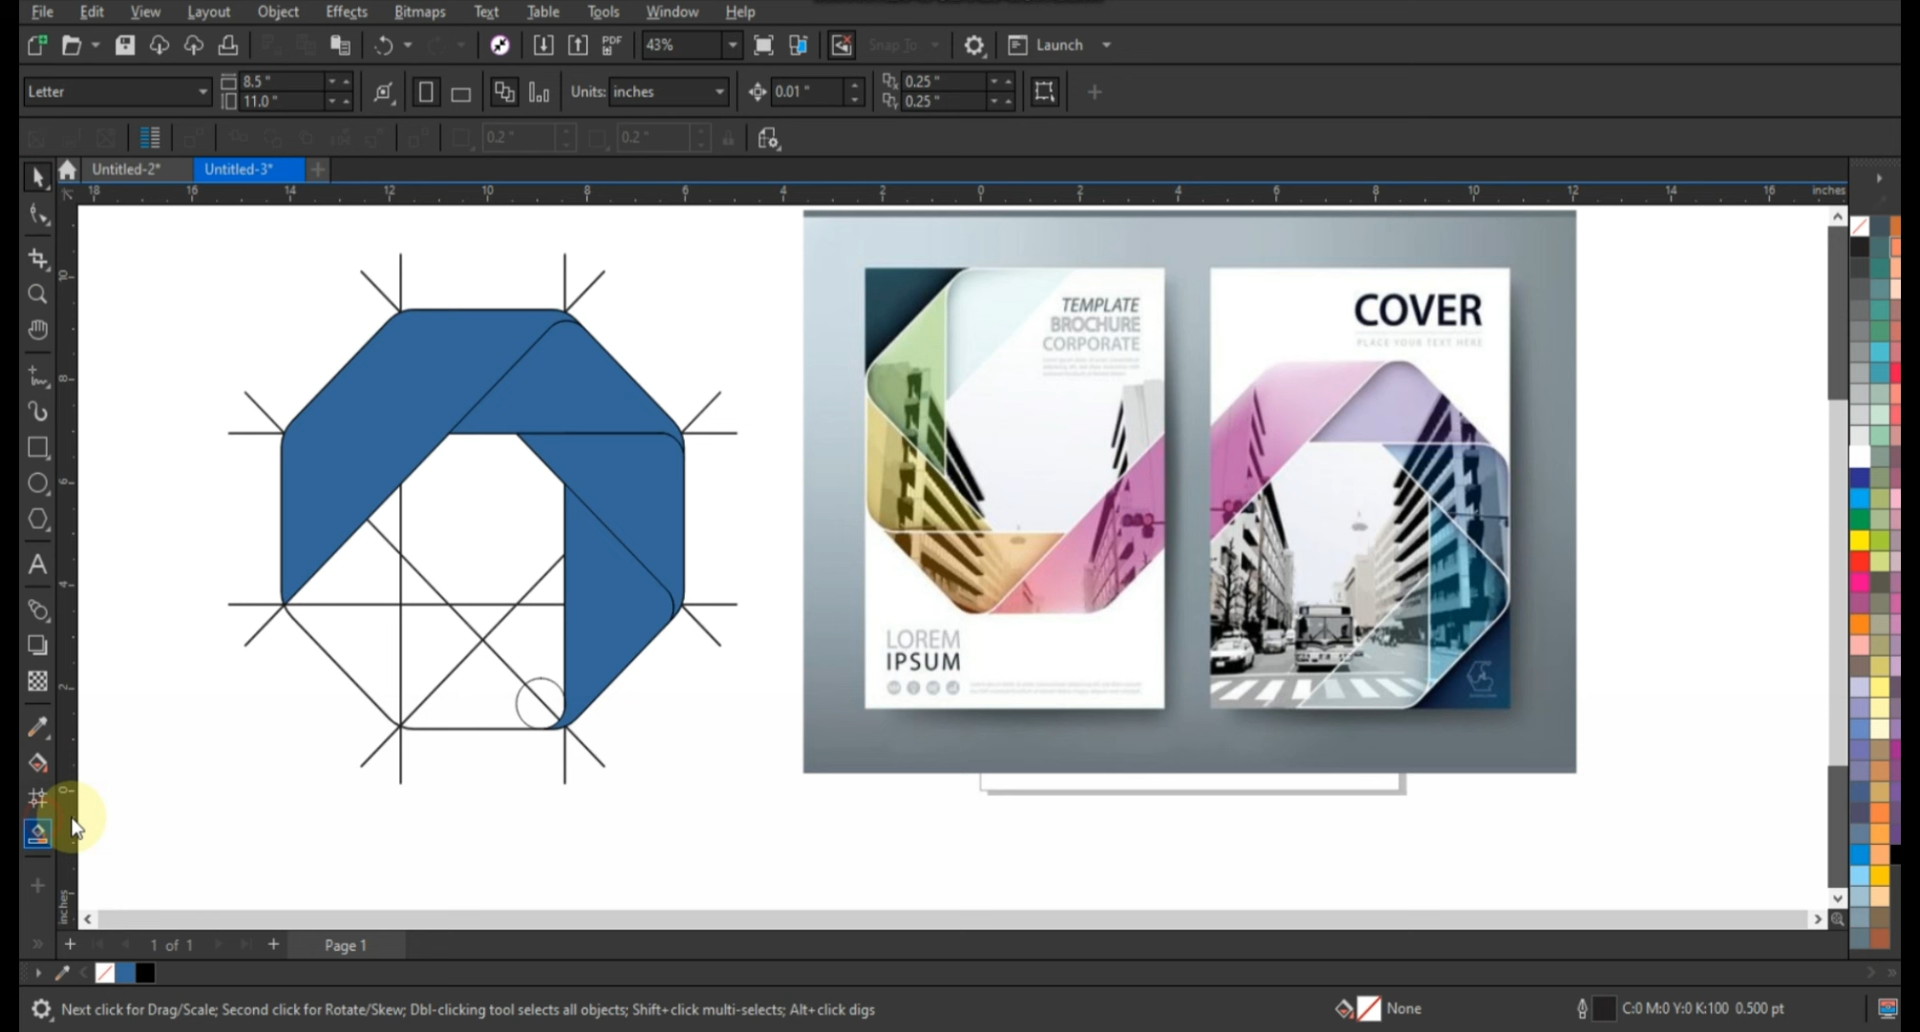 File Edit View Layout Object Effects Bitmaps Text Table Tools Window Help
PDF 43% Snap To Launch
Letter 8.5 " 11.0 " Units: inches 0.01 " 0.25 " 0.25 "
0.2 " 0.2 "
Untitled-2* Untitled-3*
18 16 14 12 10 8 6 4 2 0 2 4 6 8 10 12 14 16 inches
10
8
6
4
2
0
inches
TEMPLATE
BROCHURE
CORPORATE
LOREM
IPSUM
COVER
PLACE YOUR TEXT HERE
1 of 1 Page 1
Next click for Drag/Scale; Second click for Rotate/Skew; Dbl-clicking tool selects all objects; Shift+click multi-selects; Alt+click digs None C:0 M:0 Y:0 K:100 0.500 pt